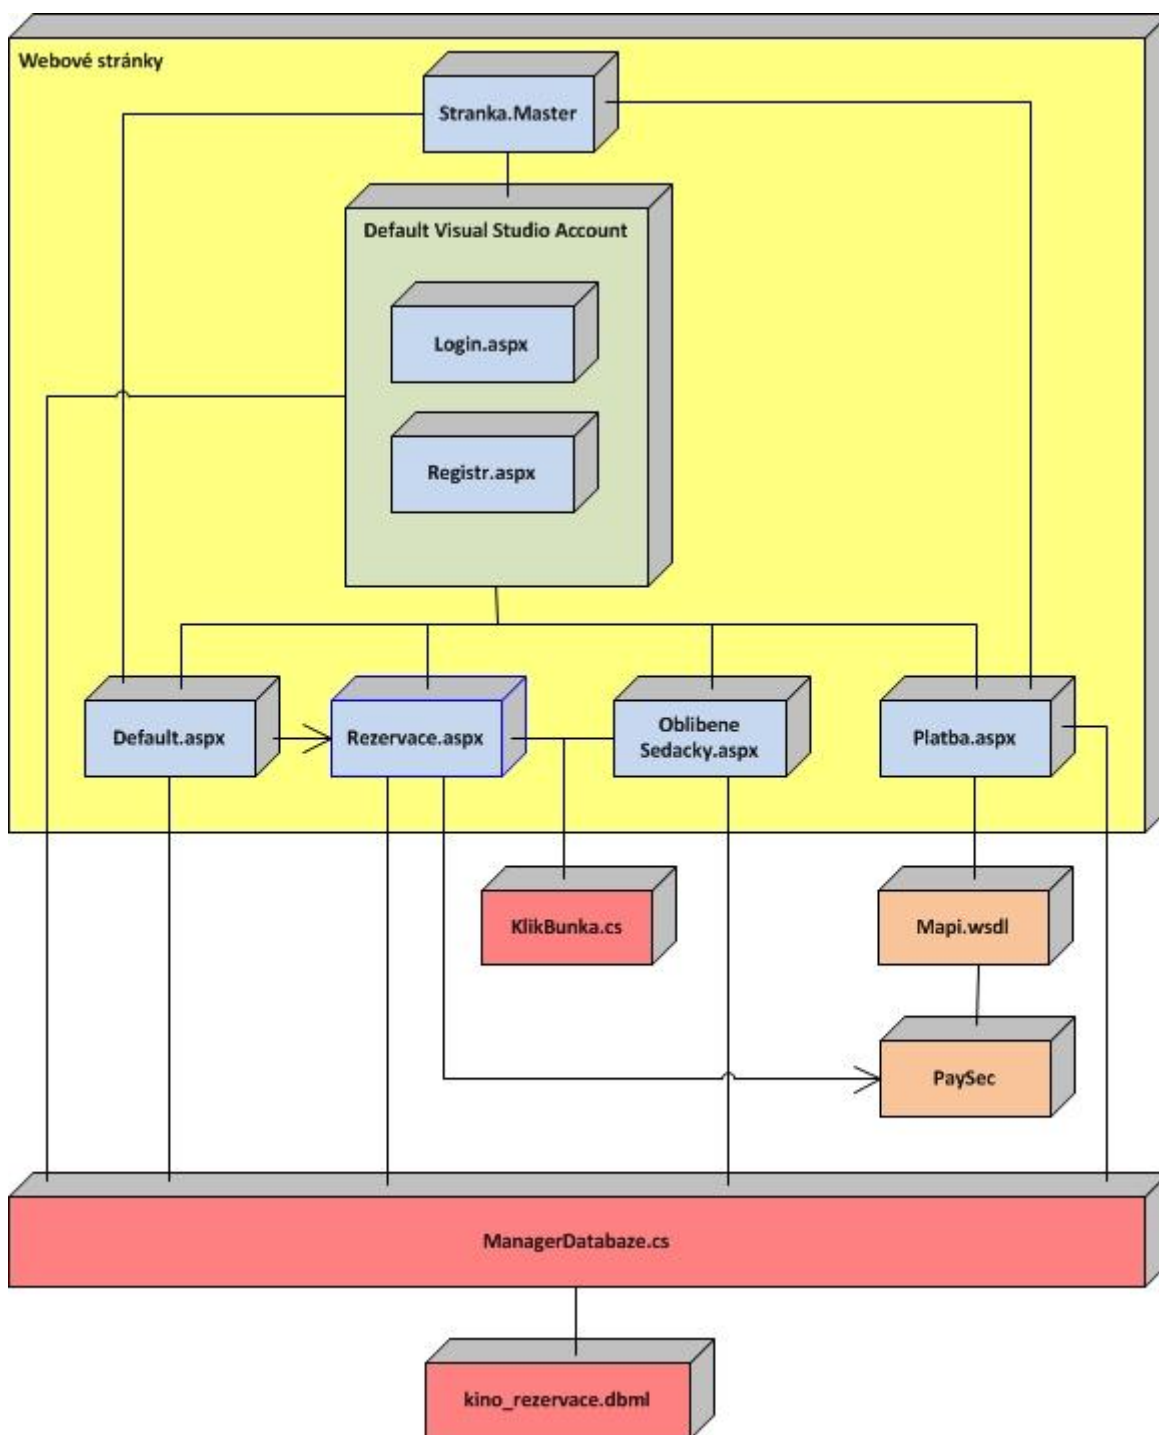 Webové stránky
Stranka.Master
Default Visual Studio Account
Login.aspx
Registr.aspx
Default.aspx
Rezervace.aspx
Oblibene
Sedacky.aspx
Platba.aspx
KlikBunka.cs
Mapi.wsdl
PaySec
ManagerDatabaze.cs
kino_rezervace.dbml